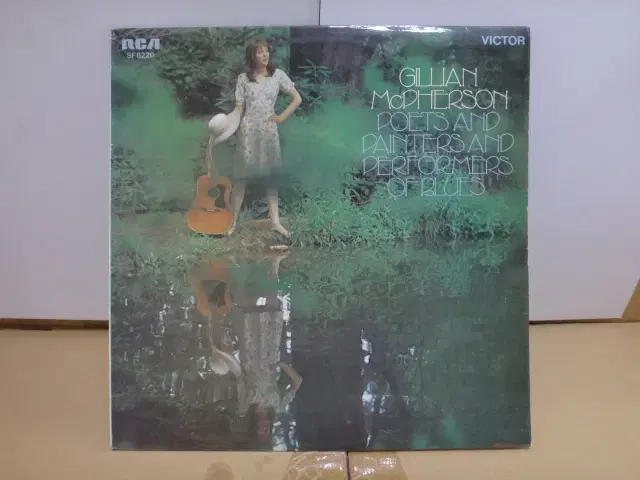 RCA
SF 8220
VICTOR
GILLIAN
McPHERSON
POETS AND
PAINTERS AND
PERFORMERS
OF BLUES